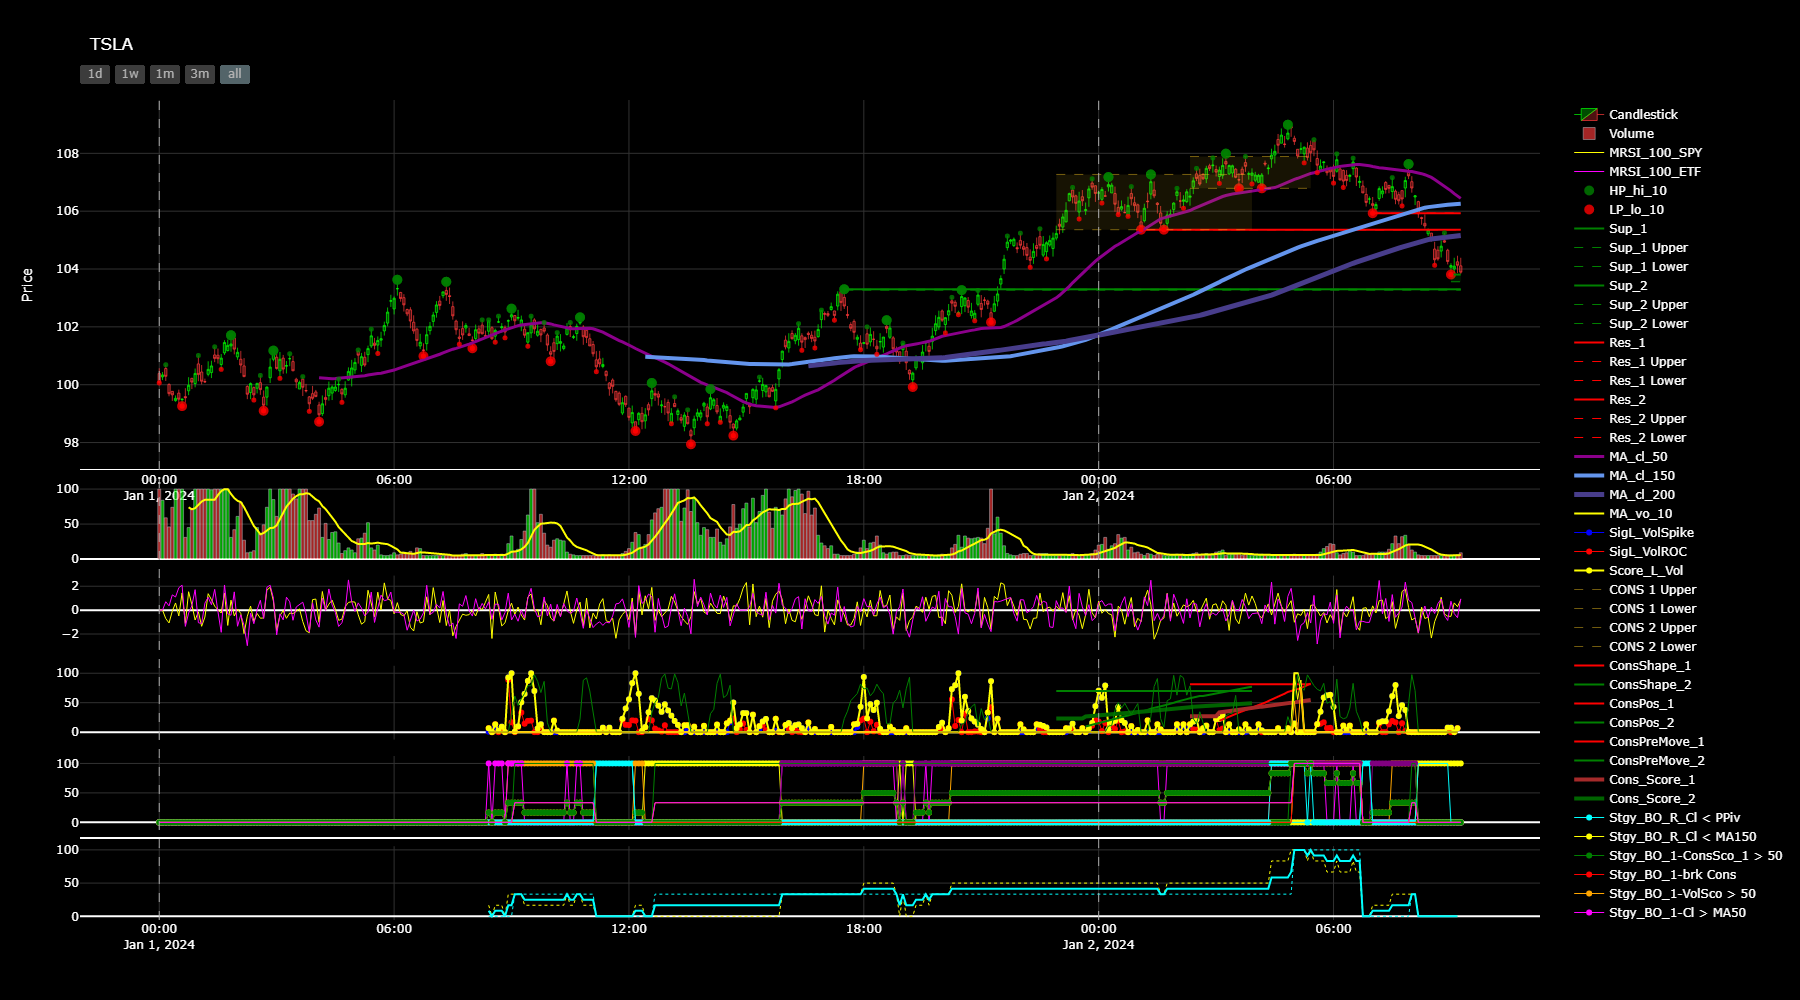 TSLA
1d 1w 1m 3m all
Price
108
106
104
102
100
98
00:00 06:00 12:00 18:00 00:00 06:00
Jan 1, 2024 Jan 2, 2024
100
50
0
2
0
−2
100
50
0
100
50
0
100
50
0
00:00 06:00 12:00 18:00 00:00 06:00
Jan 1, 2024 Jan 2, 2024
Candlestick
Volume
MRSI_100_SPY
MRSI_100_ETF
HP_hi_10
LP_lo_10
Sup_1
Sup_1 Upper
Sup_1 Lower
Sup_2
Sup_2 Upper
Sup_2 Lower
Res_1
Res_1 Upper
Res_1 Lower
Res_2
Res_2 Upper
Res_2 Lower
MA_cl_50
MA_cl_150
MA_cl_200
MA_vo_10
SigL_VolSpike
SigL_VolROC
Score_L_Vol
CONS 1 Upper
CONS 1 Lower
CONS 2 Upper
CONS 2 Lower
ConsShape_1
ConsShape_2
ConsPos_1
ConsPos_2
ConsPreMove_1
ConsPreMove_2
Cons_Score_1
Cons_Score_2
Stgy_BO_R_Cl < PPiv
Stgy_BO_R_Cl < MA150
Stgy_BO_1-ConsSco_1 > 50
Stgy_BO_1-brk Cons
Stgy_BO_1-VolSco > 50
Stgy_BO_1-Cl > MA50